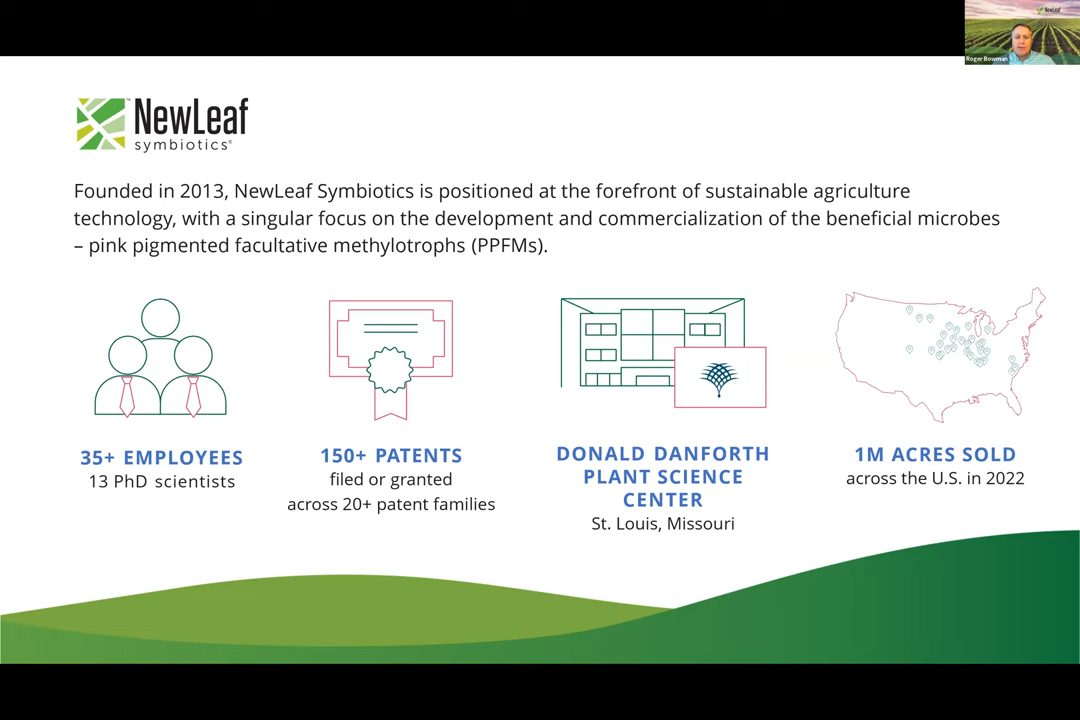 NewLeaf
Roger Bowman
NewLeaf
symbiotics®
Founded in 2013, NewLeaf Symbiotics is positioned at the forefront of sustainable agriculture
technology, with a singular focus on the development and commercialization of the beneficial microbes
– pink pigmented facultative methylotrophs (PPFMs).
35+ EMPLOYEES
13 PhD scientists
150+ PATENTS
filed or granted
across 20+ patent families
DONALD DANFORTH
PLANT SCIENCE
CENTER
St. Louis, Missouri
1M ACRES SOLD
across the U.S. in 2022